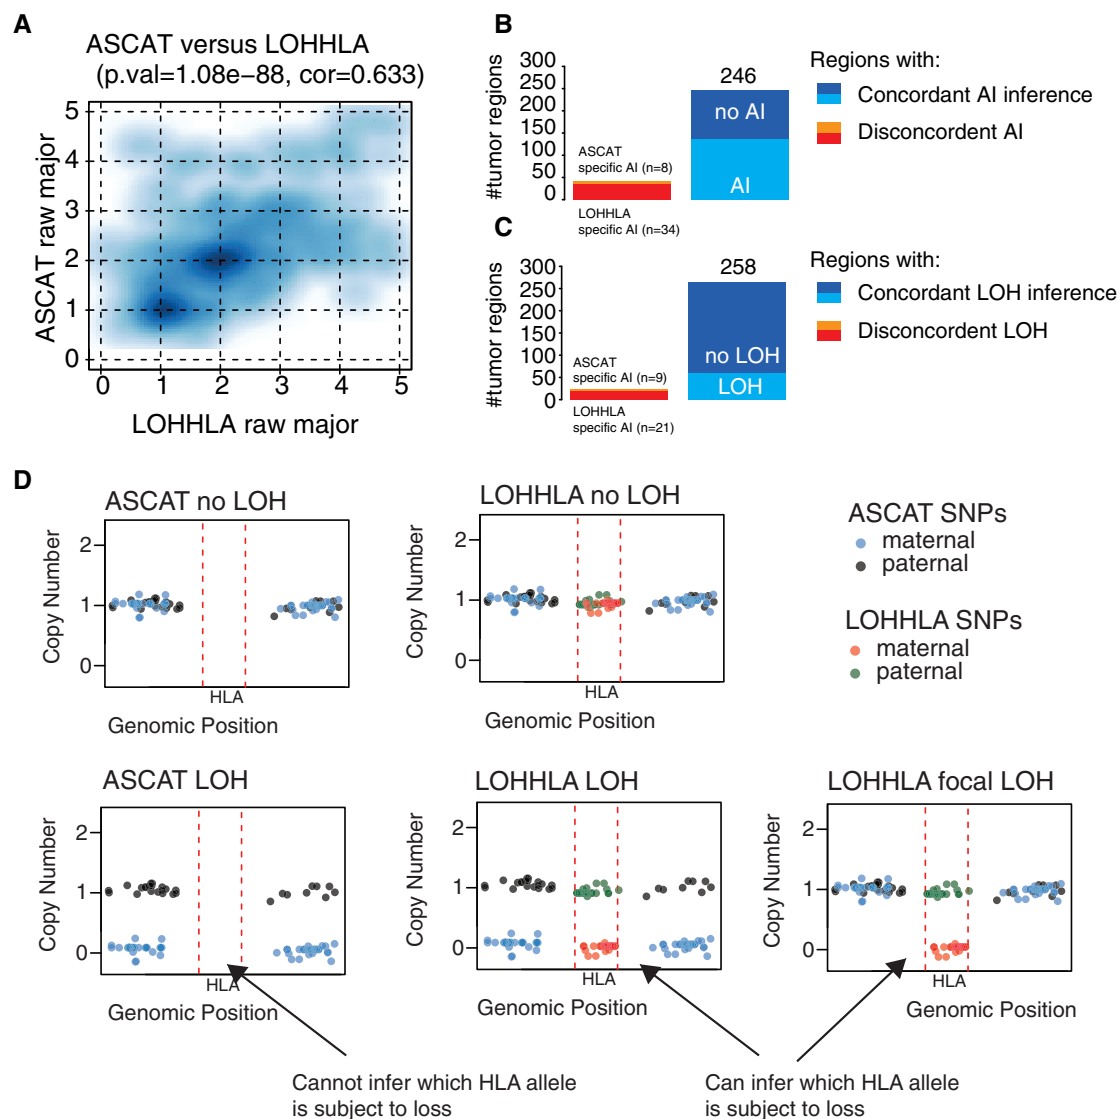 A
ASCAT versus LOHHLA
(p.val=1.08e−88, cor=0.633)
ASCAT raw major
5
4
3
2
1
0
0 1 2 3 4 5
LOHHLA raw major
B
#tumor regions
300
250
200
150
100
50
0
ASCAT
specific AI (n=8)
LOHHLA
specific AI (n=34)
246
no AI
AI
Regions with:
Concordant AI inference
Disconcordent AI
C
#tumor regions
300
250
200
150
100
50
0
ASCAT
specific AI (n=9)
LOHHLA
specific AI (n=21)
258
no LOH
LOH
Regions with:
Concordant LOH inference
Disconcordent LOH
D
ASCAT no LOH
Copy Number
2
1
0
HLA
Genomic Position
LOHHLA no LOH
Copy Number
2
1
0
HLA
Genomic Position
ASCAT SNPs
maternal
paternal
LOHHLA SNPs
maternal
paternal
ASCAT LOH
Copy Number
2
1
0
HLA
Genomic Position
LOHHLA LOH
Copy Number
2
1
0
HLA
Genomic Position
LOHHLA focal LOH
Copy Number
2
1
0
HLA
Genomic Position
Cannot infer which HLA allele
is subject to loss
Can infer which HLA allele
is subject to loss